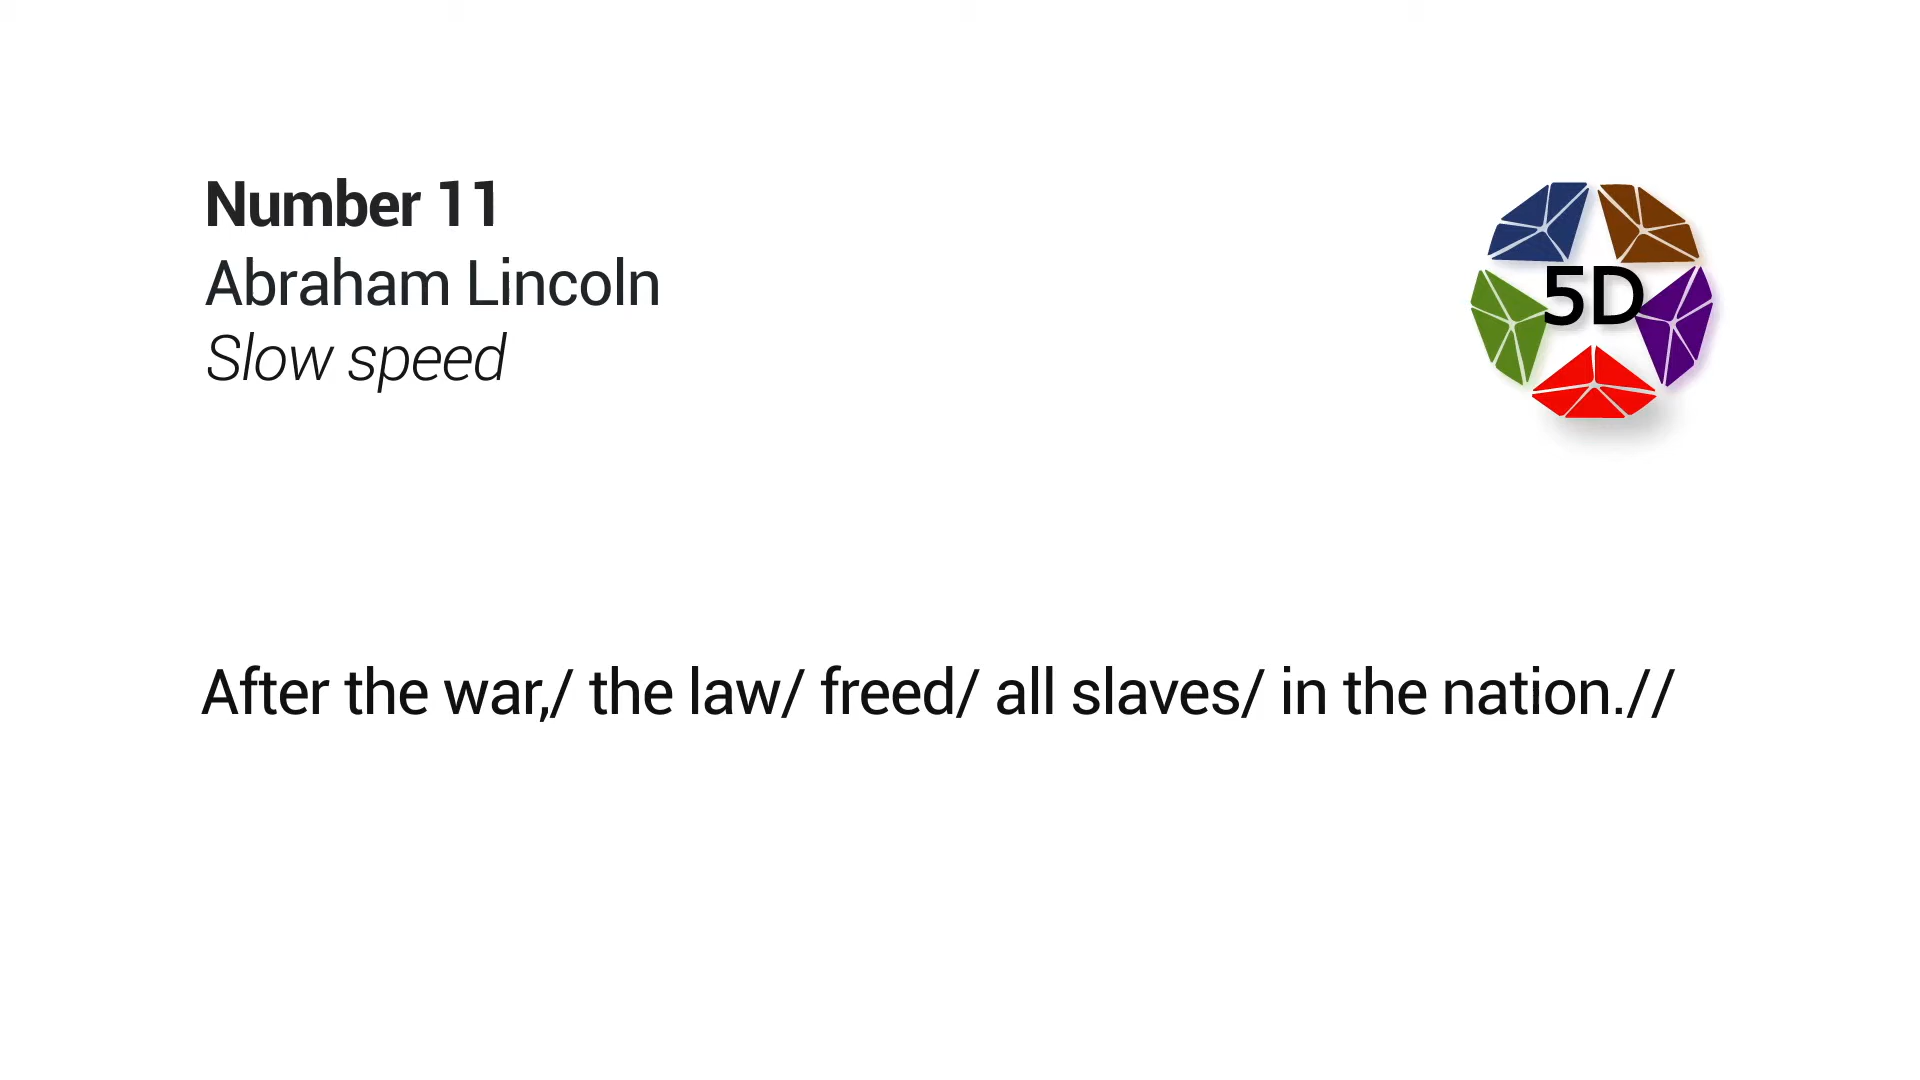 Number 11
Abraham Lincoln
Slow speed
5D
After the war,/ the law/ freed/ all slaves/ in the nation.//